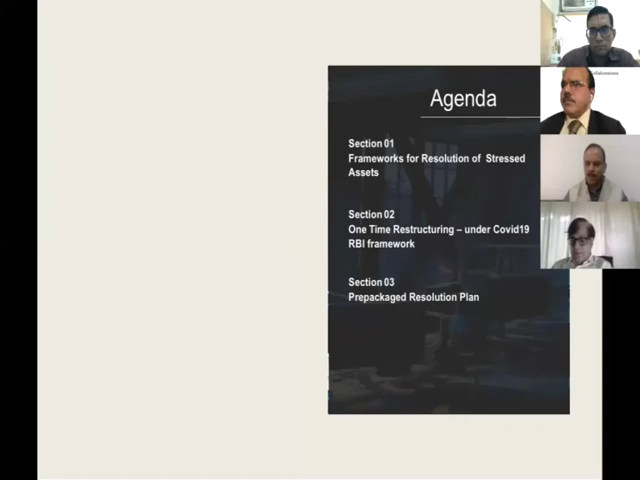 Agenda
Section 01
Frameworks for Resolution of Stressed
Assets
Section 02
One Time Restructuring – under Covid19
RBI framework
Section 03
Prepackaged Resolution Plan